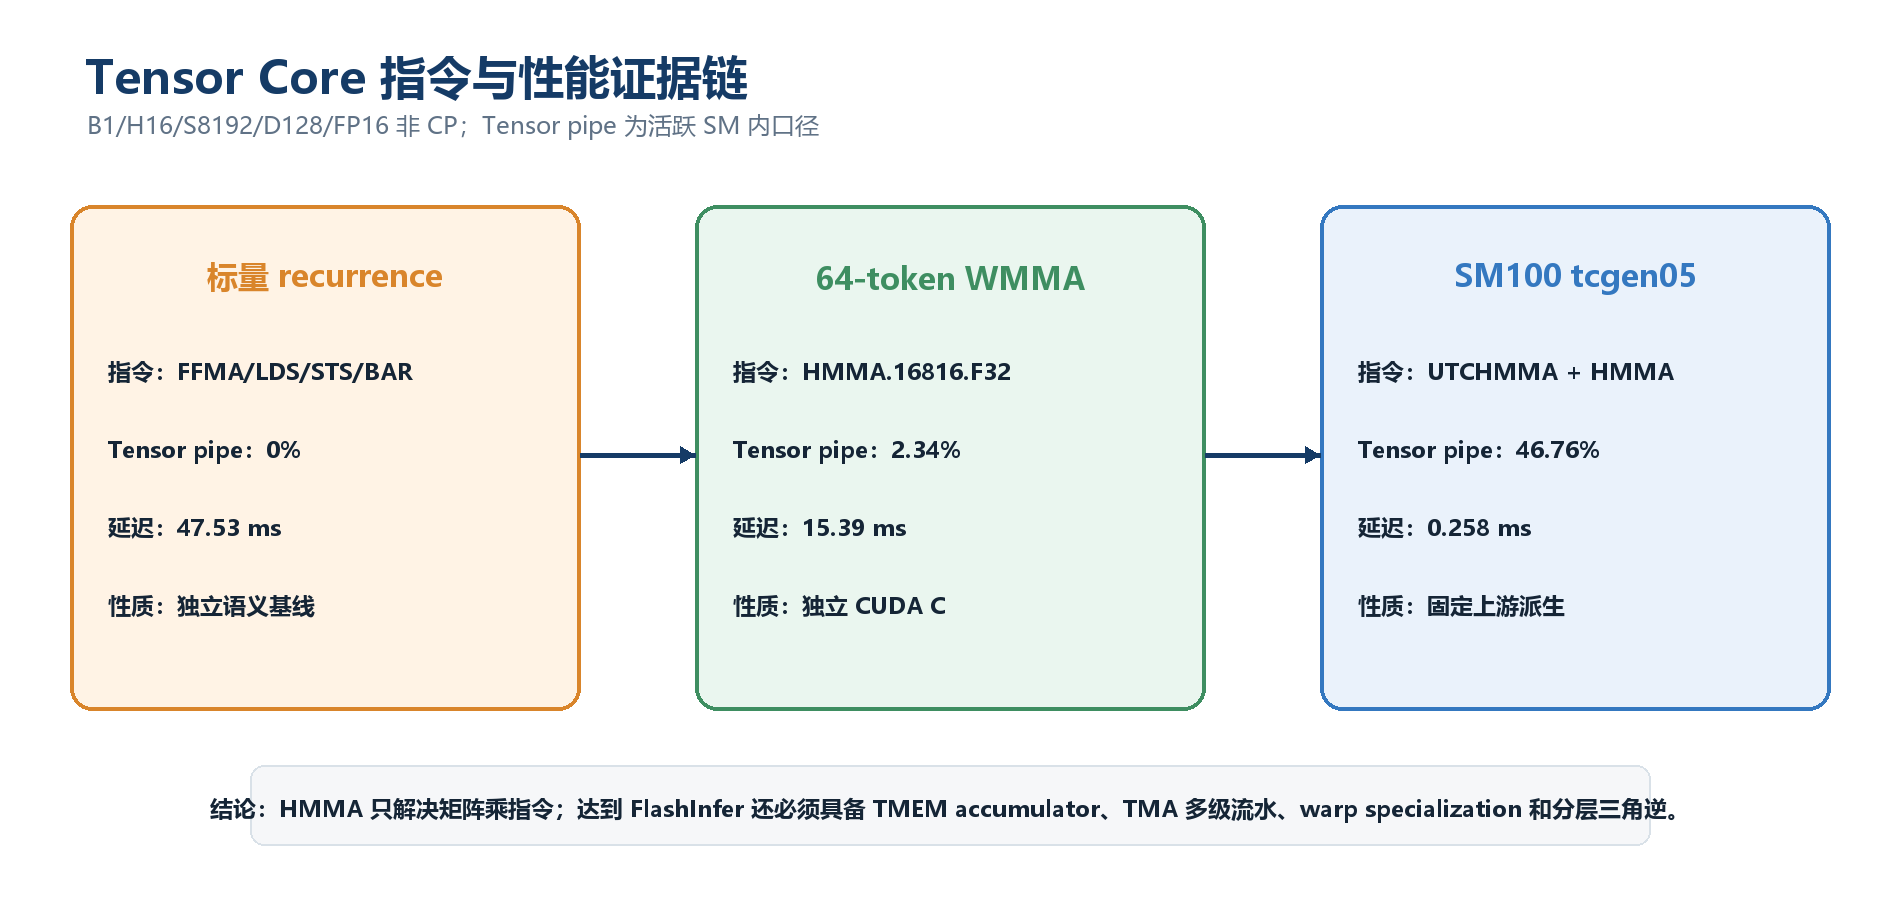 Tensor Core 指令与性能证据链
B1/H16/S8192/D128/FP16 非 CP；Tensor pipe 为活跃 SM 内口径
标量 recurrence
指令：FFMA/LDS/STS/BAR
Tensor pipe：0%
延迟：47.53 ms
性质：独立语义基线
64-token WMMA
指令：HMMA.16816.F32
Tensor pipe：2.34%
延迟：15.39 ms
性质：独立 CUDA C
SM100 tcgen05
指令：UTCHMMA + HMMA
Tensor pipe：46.76%
延迟：0.258 ms
性质：固定上游派生
结论：HMMA 只解决矩阵乘指令；达到 FlashInfer 还必须具备 TMEM accumulator、TMA 多级流水、warp specialization 和分层三角逆。